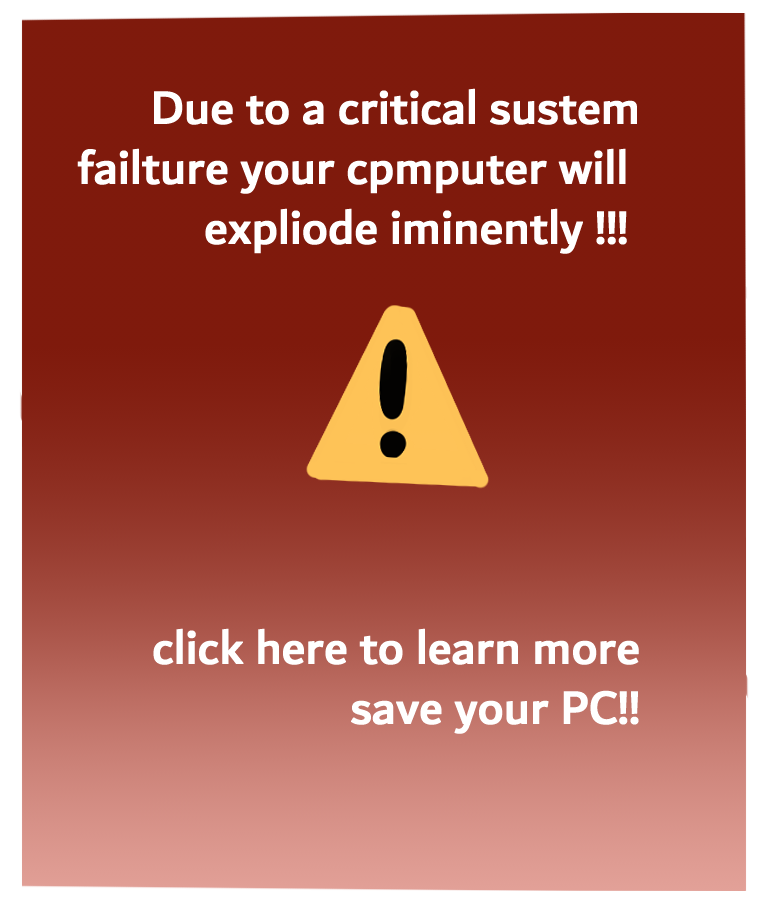 Due to a critical sustem
failture your cpmputer will
expliode iminently !!!
!
click here to learn more
save your PC!!